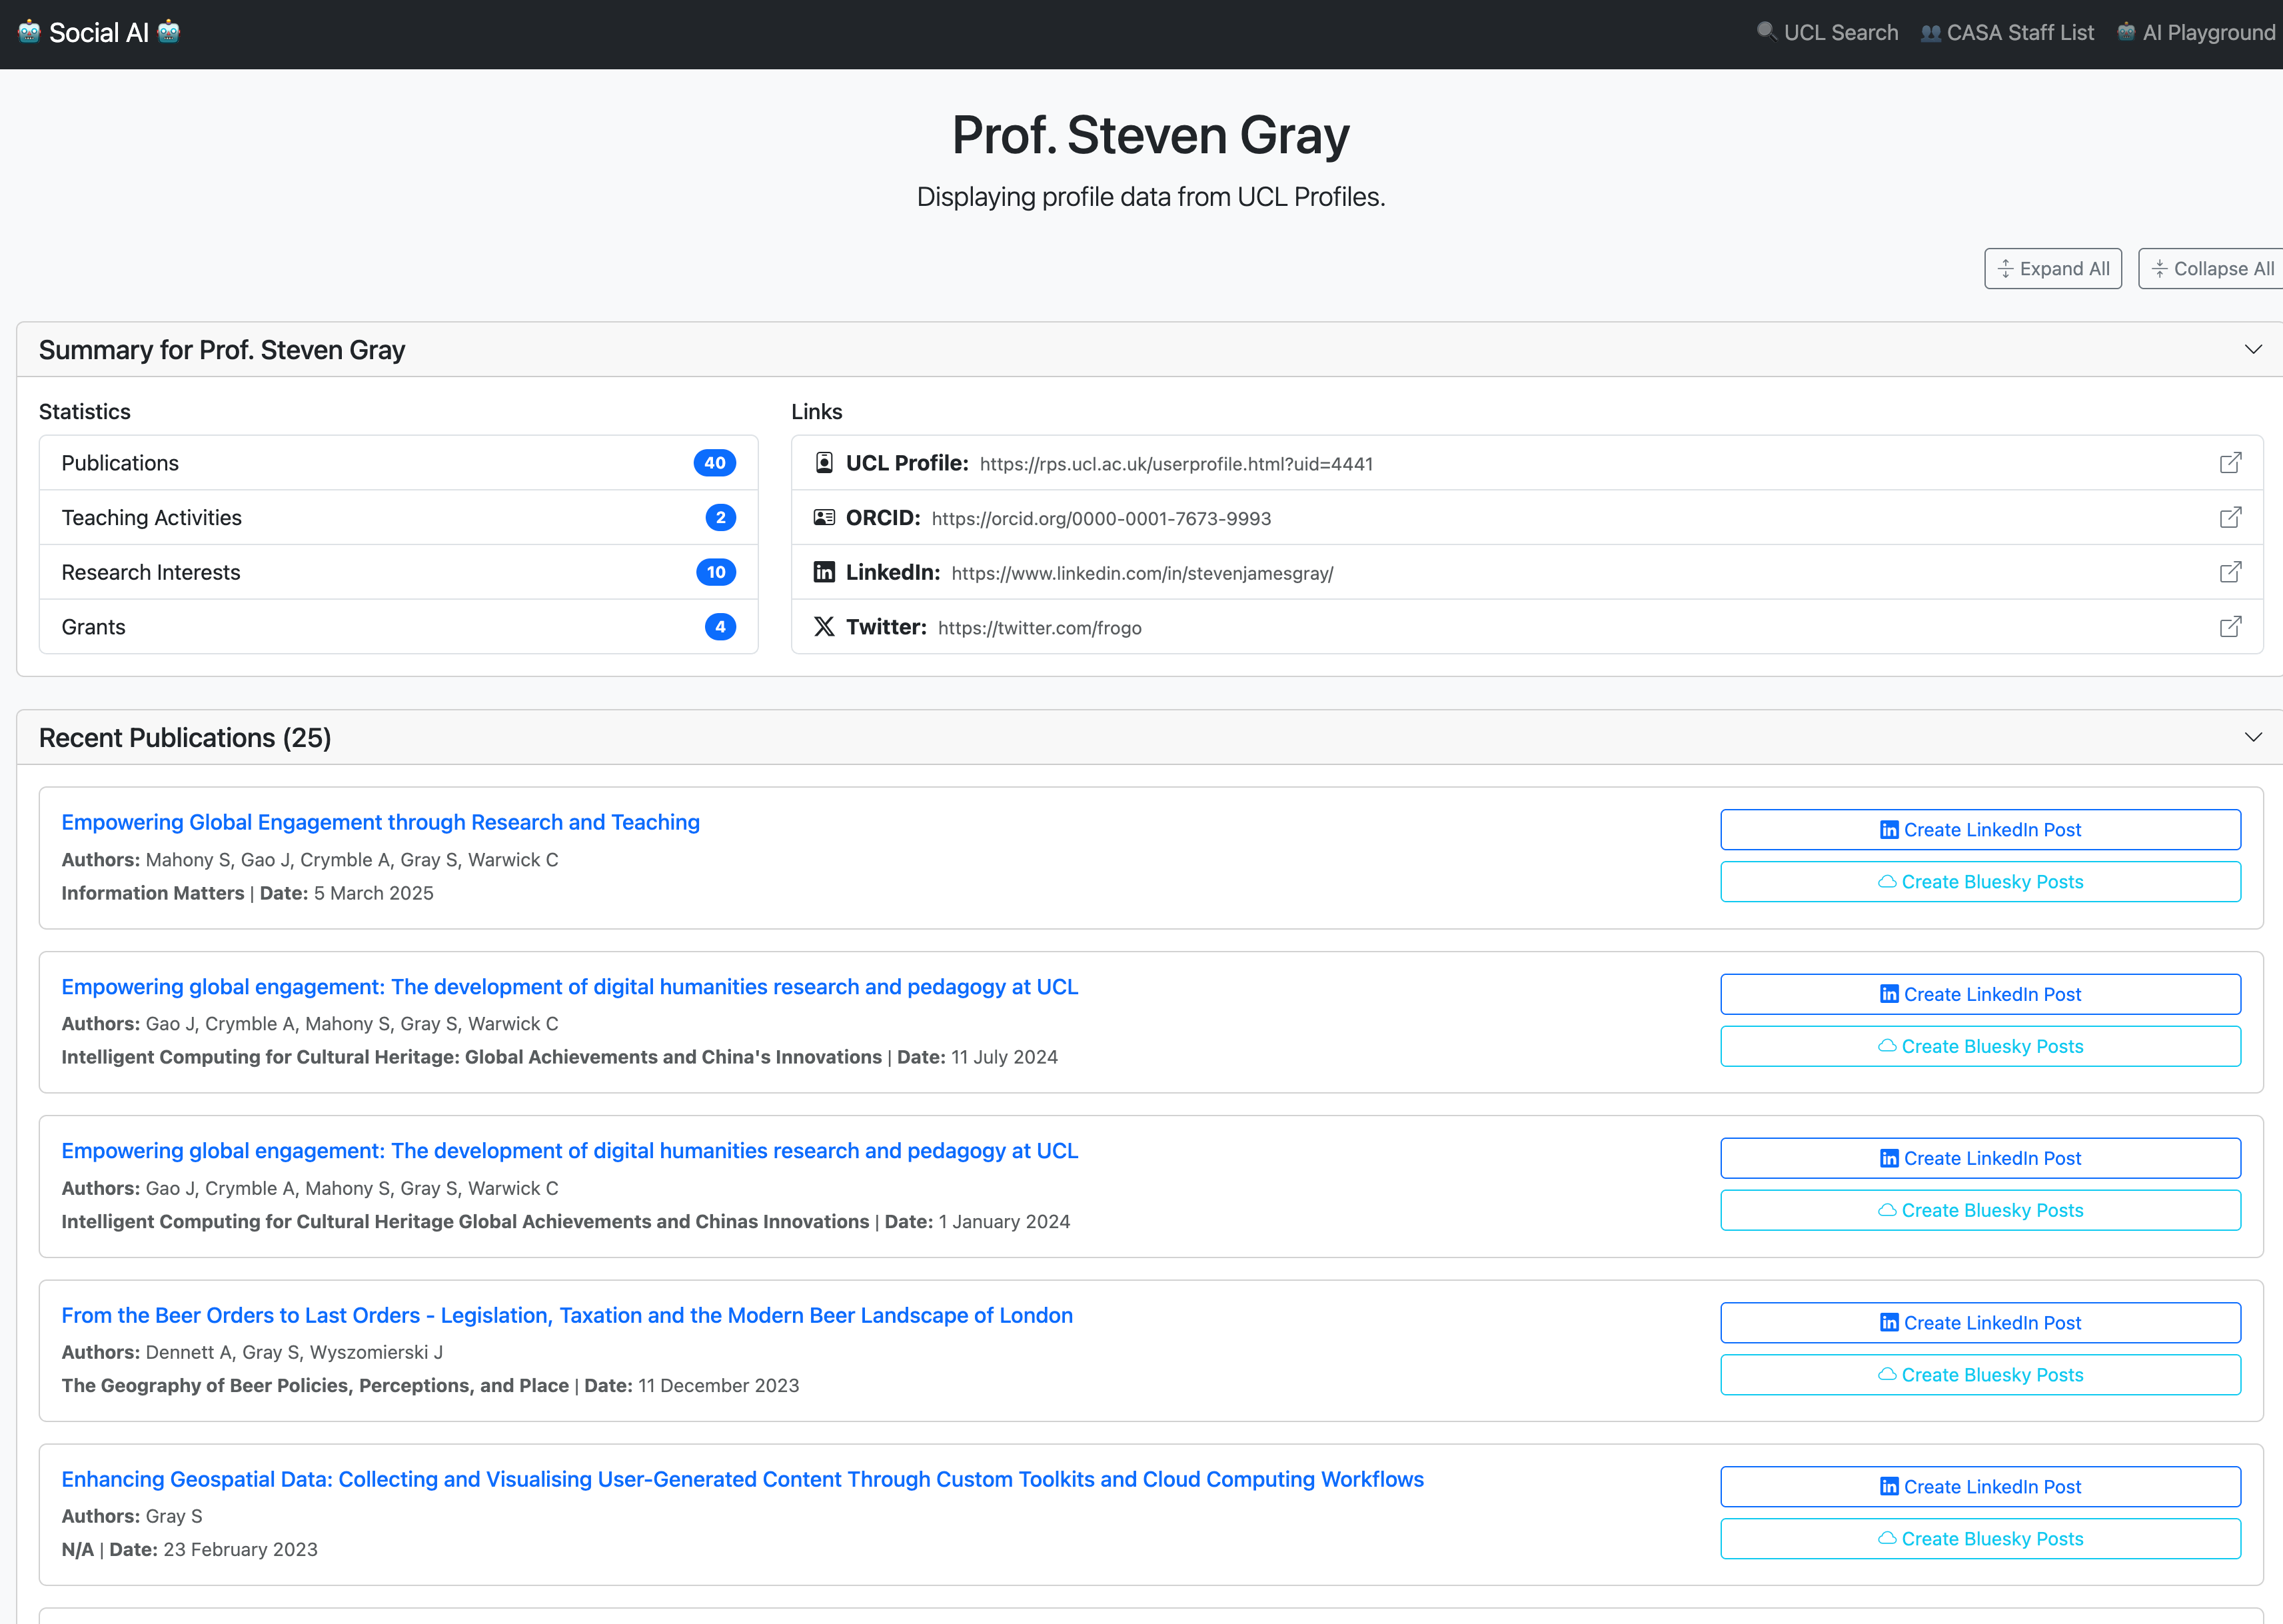 🤖 Social AI 🤖
🔍 UCL Search 👥 CASA Staff List 🤖 AI Playground
Prof. Steven Gray
Displaying profile data from UCL Profiles.
Expand All
Collapse All
Summary for Prof. Steven Gray
Statistics
Publications 40
Teaching Activities 2
Research Interests 10
Grants 4
Links
UCL Profile: https://rps.ucl.ac.uk/userprofile.html?uid=4441
ORCID: https://orcid.org/0000-0001-7673-9993
LinkedIn: https://www.linkedin.com/in/stevenjamesgray/
Twitter: https://twitter.com/frogo
Recent Publications (25)
Empowering Global Engagement through Research and Teaching
Authors: Mahony S, Gao J, Crymble A, Gray S, Warwick C
Information Matters | Date: 5 March 2025
Create LinkedIn Post
Create Bluesky Posts
Empowering global engagement: The development of digital humanities research and pedagogy at UCL
Authors: Gao J, Crymble A, Mahony S, Gray S, Warwick C
Intelligent Computing for Cultural Heritage: Global Achievements and China's Innovations | Date: 11 July 2024
Create LinkedIn Post
Create Bluesky Posts
Empowering global engagement: The development of digital humanities research and pedagogy at UCL
Authors: Gao J, Crymble A, Mahony S, Gray S, Warwick C
Intelligent Computing for Cultural Heritage Global Achievements and Chinas Innovations | Date: 1 January 2024
Create LinkedIn Post
Create Bluesky Posts
From the Beer Orders to Last Orders - Legislation, Taxation and the Modern Beer Landscape of London
Authors: Dennett A, Gray S, Wyszomierski J
The Geography of Beer Policies, Perceptions, and Place | Date: 11 December 2023
Create LinkedIn Post
Create Bluesky Posts
Enhancing Geospatial Data: Collecting and Visualising User-Generated Content Through Custom Toolkits and Cloud Computing Workflows
Authors: Gray S
N/A | Date: 23 February 2023
Create LinkedIn Post
Create Bluesky Posts